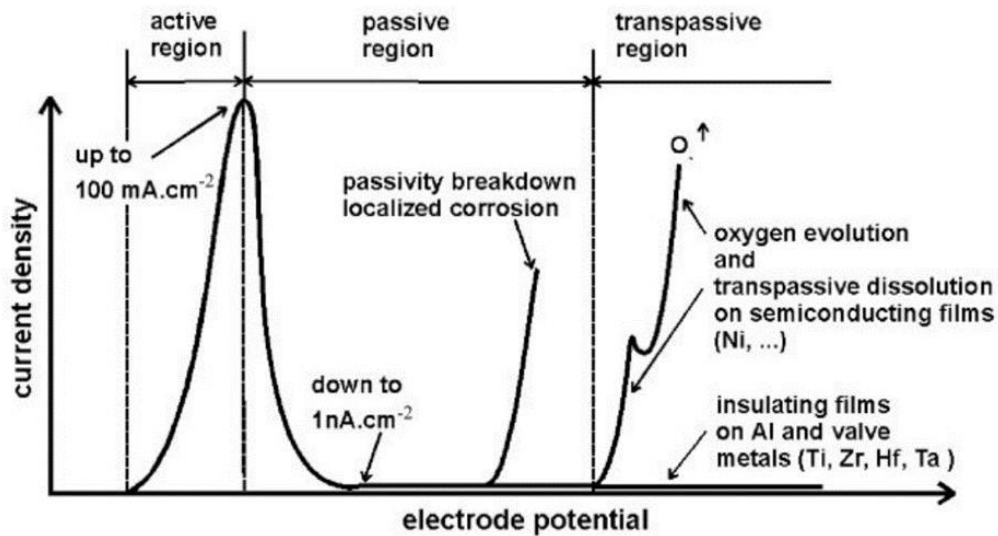 active
region
passive
region
transpassive
region
up to
100 mA.cm⁻²
passivity breakdown
localized corrosion
O ↑
oxygen evolution
and
transpassive dissolution
on semiconducting films
(Ni, ...)
down to
1nA.cm⁻²
insulating films
on Al and valve
metals (Ti, Zr, Hf, Ta )
current density
electrode potential